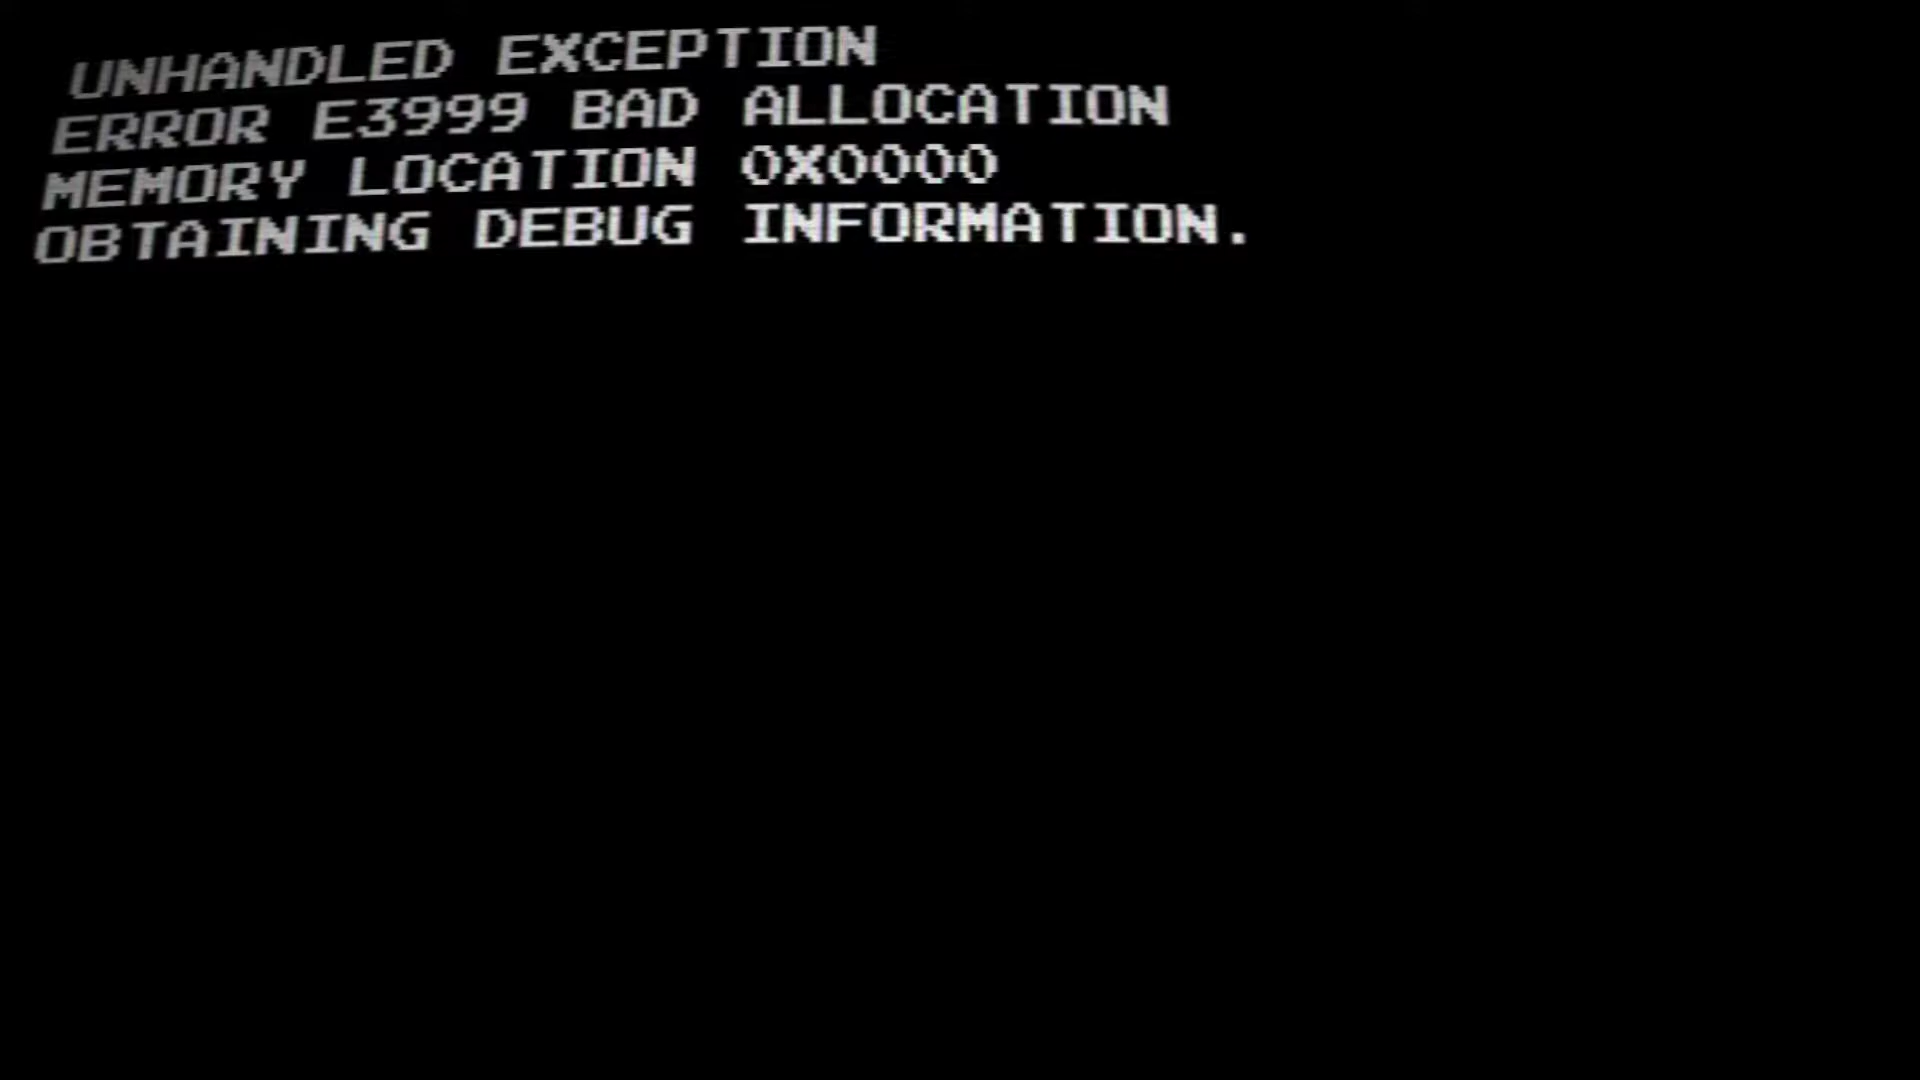 UNHANDLED EXCEPTION
ERROR E3999 BAD ALLOCATION
MEMORY LOCATION 0X0000
OBTAINING DEBUG INFORMATION.